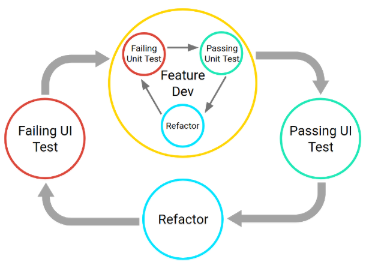 Failing
Unit Test
Passing
Unit Test
Feature
Dev
Refactor
Failing UI
Test
Passing UI
Test
Refactor